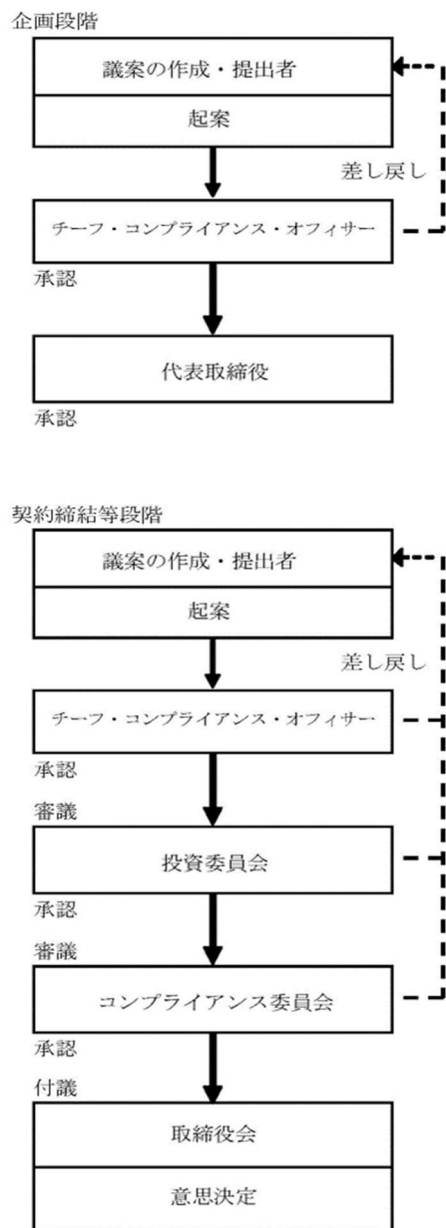 企画段階
議案の作成・提出者
起案
差し戻し
チーフ・コンプライアンス・オフィサー
承認
代表取締役
承認
契約締結等段階
議案の作成・提出者
起案
差し戻し
チーフ・コンプライアンス・オフィサー
承認
審議
投資委員会
承認
審議
コンプライアンス委員会
承認
付議
取締役会
意思決定